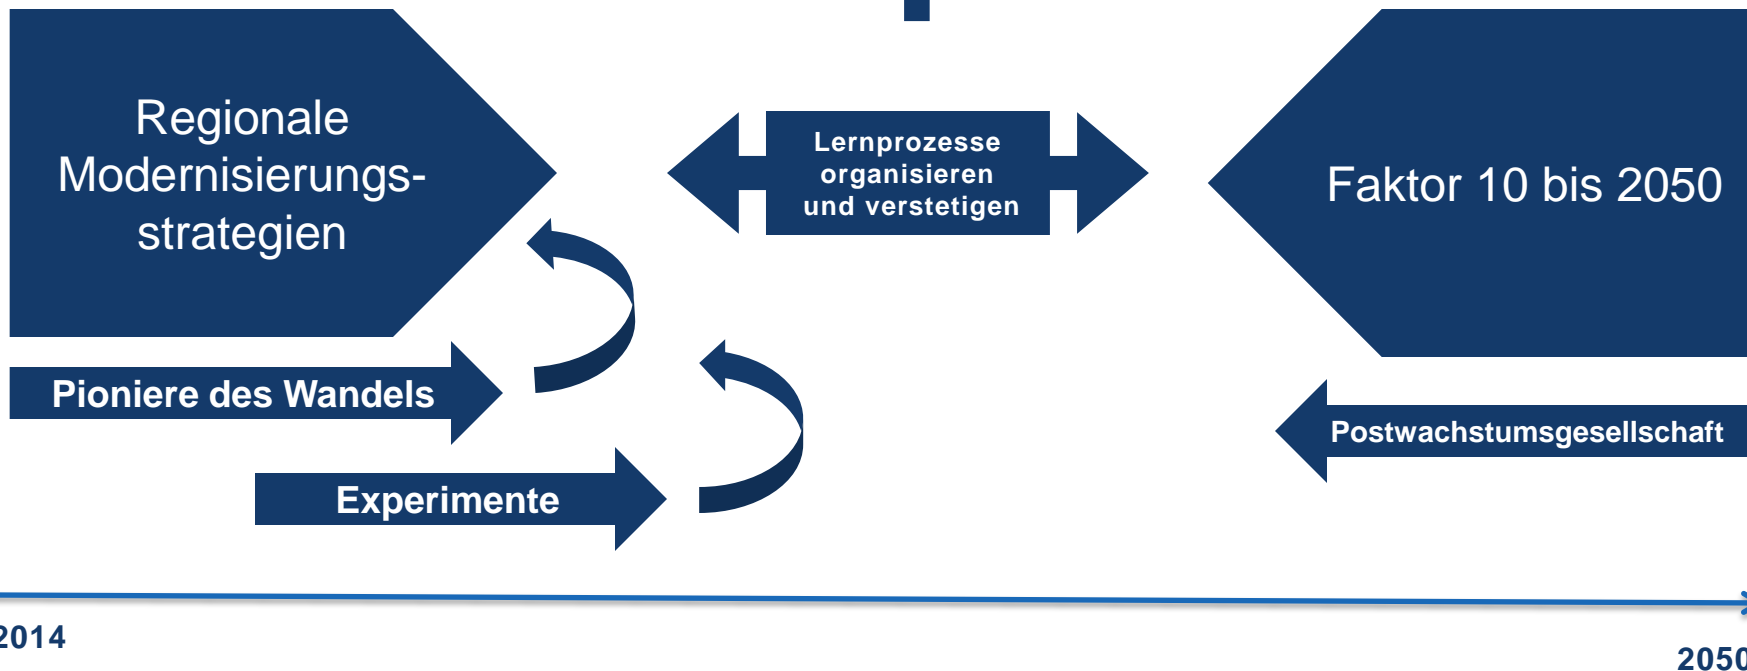 Regionale
Modernisierungs-
strategien
Lernprozesse
organisieren
und verstetigen
Faktor 10 bis 2050
Pioniere des Wandels
Postwachstumsgesellschaft
Experimente
2014
2050